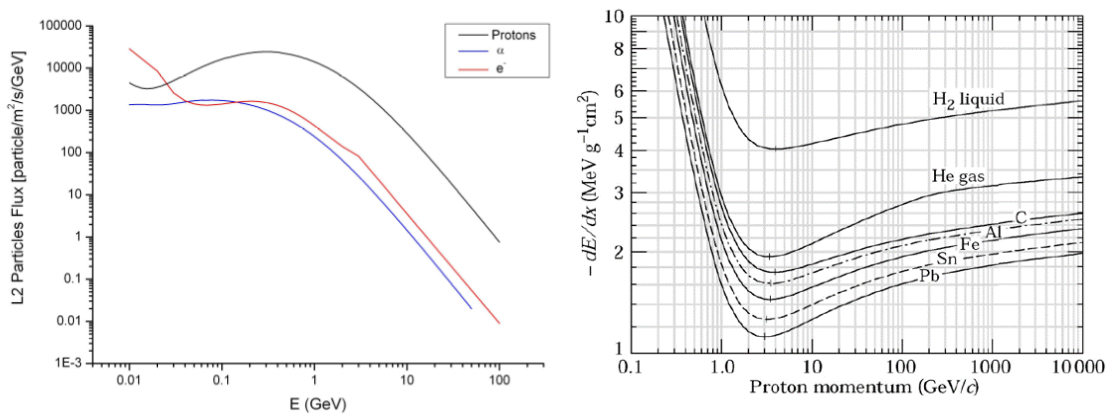 L2 Particles Flux [particle/m²/s/GeV]
100000
10000
1000
100
10
1
0.1
0.01
1E-3
Protons
α
e⁻
0.01 0.1 1 10 100
E (GeV)
− dE/dx (MeV g⁻¹cm²)
10
8
6
5
4
3
2
1
H₂ liquid
He gas
C
Al
Fe
Sn
Pb
0.1 1.0 10 100 1000 10 000
Proton momentum (GeV/c)